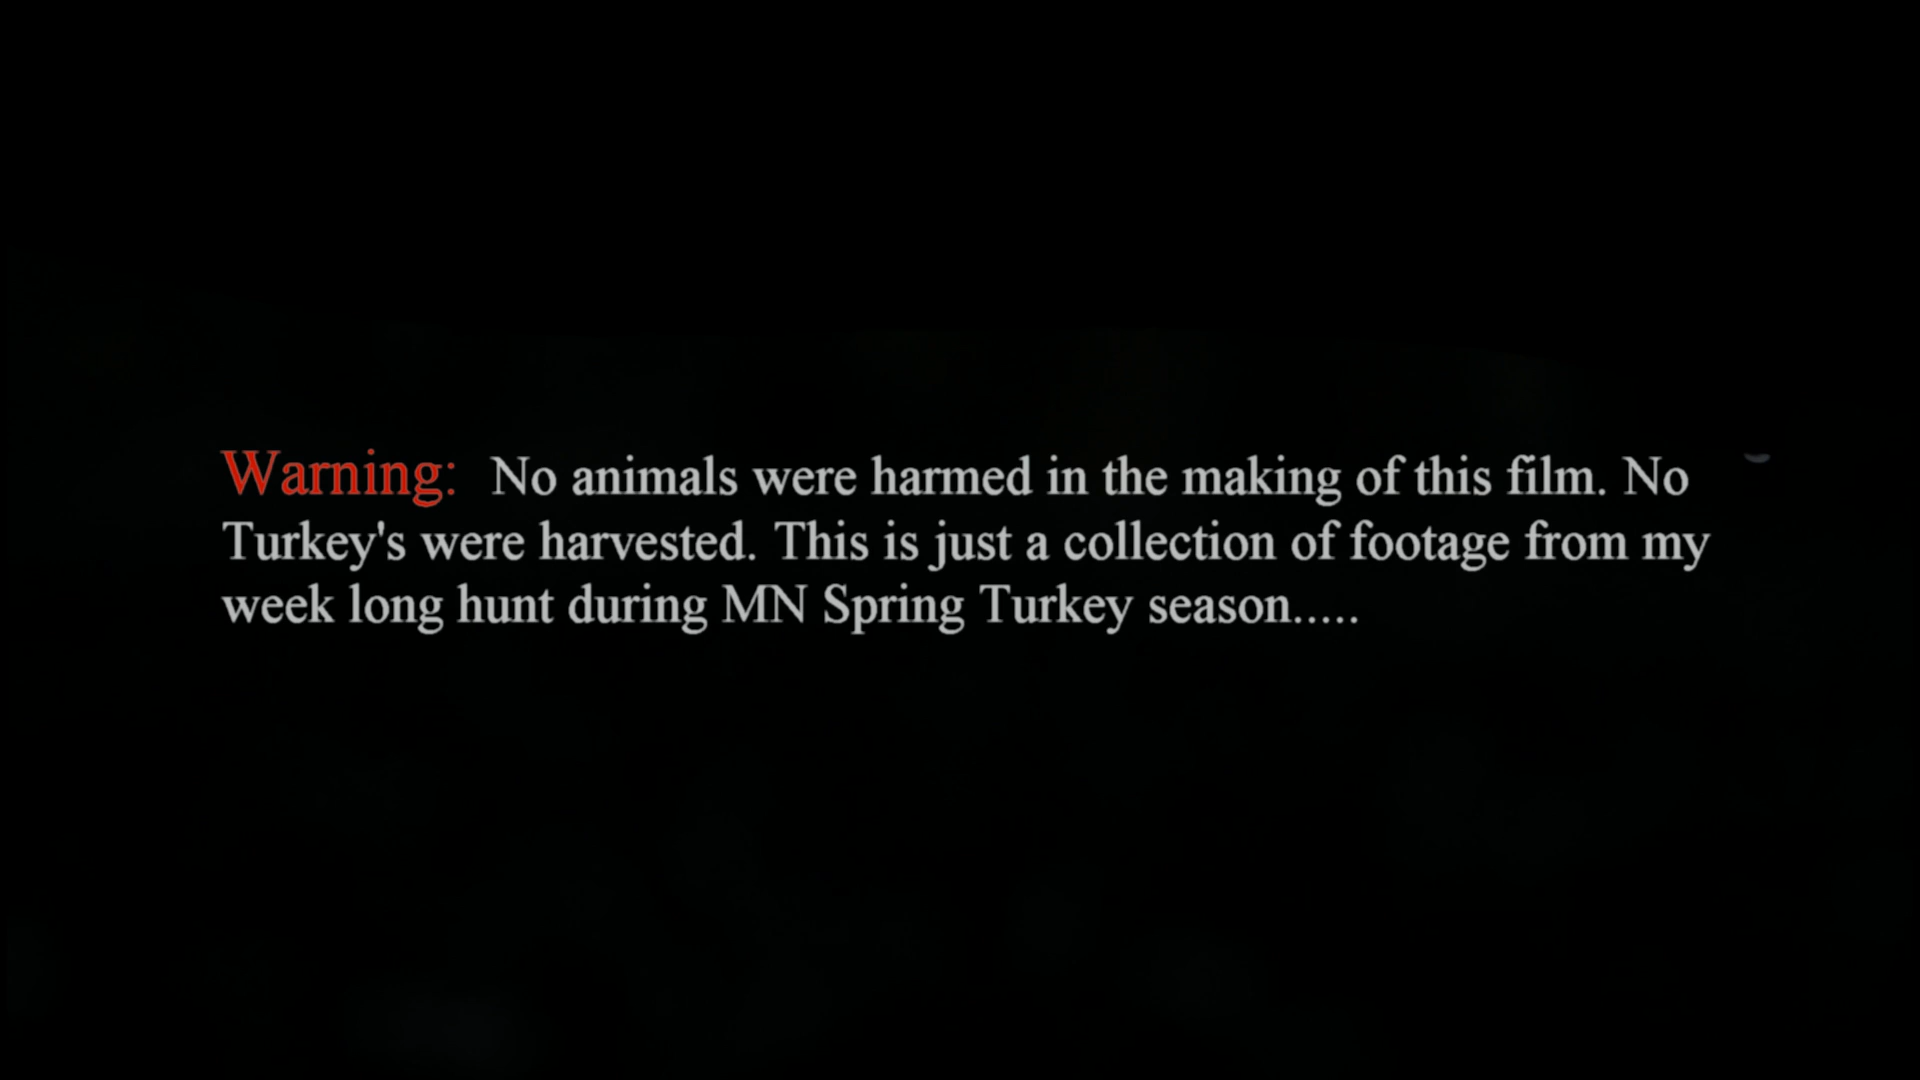 Warning: No animals were harmed in the making of this film. No
Turkey's were harvested. This is just a collection of footage from my
week long hunt during MN Spring Turkey season.....